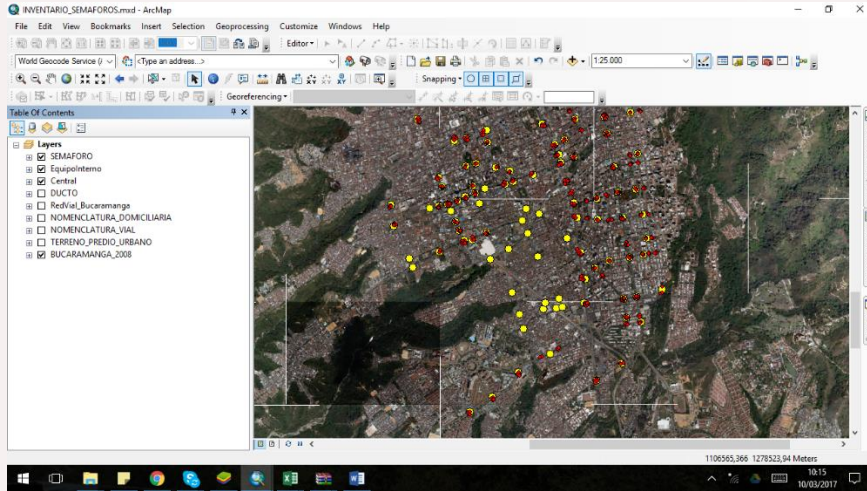 INVENTARIO_SEMAFOROS.mxd - ArcMap
File Edit View Bookmarks Insert Selection Geoprocessing Customize Windows Help
Editor
World Geocode Service (
<Type an address...>
1:25.000
Snapping
Georeferencing
Table Of Contents
Layers
SEMAFORO
EquipoInterno
Central
DUCTO
RedVial_Bucaramanga
NOMENCLATURA_DOMICILIARIA
NOMENCLATURA_VIAL
TERRENO_PREDIO_URBANO
BUCARAMANGA_2008
1106565,366 1278523,94 Meters
10:15
10/03/2017